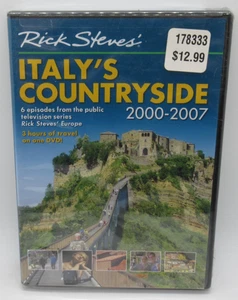 Rick Steves'
178333
$12.99
ITALY'S
COUNTRYSIDE
6 episodes from the public
television series
Rick Steves' Europe
2000-2007
3 hours of travel
on one DVD!